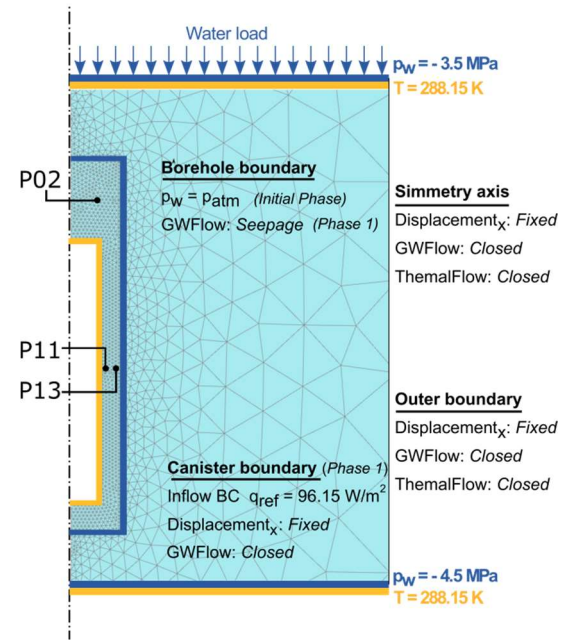 Water load
pw = - 3.5 MPa
T = 288.15 K
Borehole boundary
pw = patm (Initial Phase)
GWFlow: Seepage (Phase 1)
P02
Simmetry axis
Displacementx: Fixed
GWFlow: Closed
ThemalFlow: Closed
P11
P13
Outer boundary
Displacementx: Fixed
GWFlow: Closed
ThemalFlow: Closed
Canister boundary (Phase 1)
Inflow BC qref = 96.15 W/m²
Displacementx: Fixed
GWFlow: Closed
pw = - 4.5 MPa
T = 288.15 K